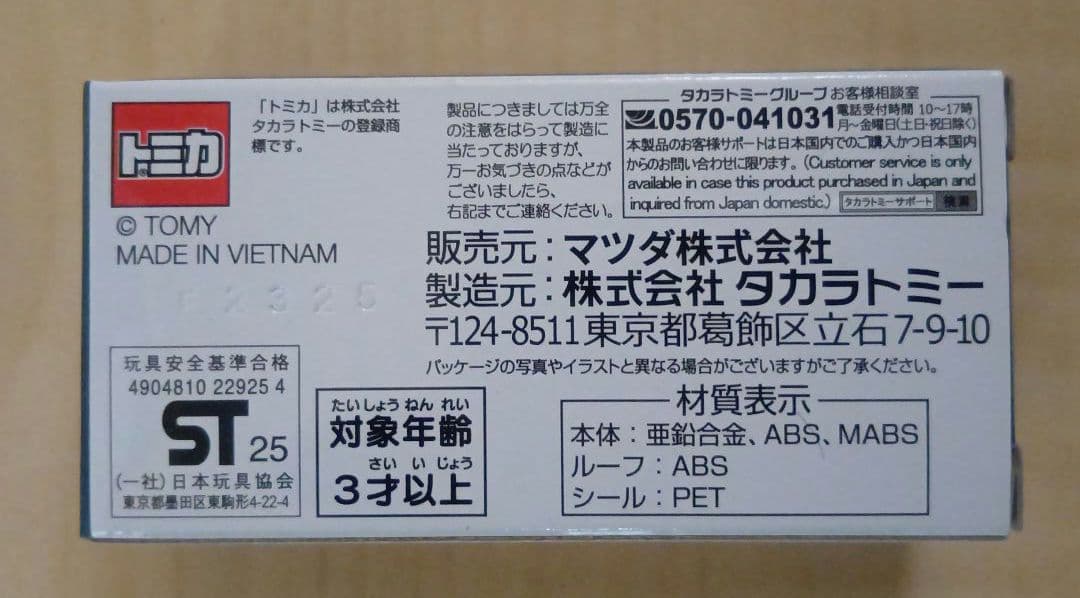 トミカ
「トミカ」は株式会社
タカラトミーの登録商
標です。
© TOMY
MADE IN VIETNAM
製品につきましては万全
の注意をはらって製造に
当たっておりますが、
万一お気づきの点などが
ございましたら、
右記までご連絡ください。
タカラトミーグループ お客様相談室
0570-041031 電話受付時間 10〜17時
月〜金曜日(土日・祝日除く)
本製品のお客様サポートは日本国内でのご購入かつ日本国内
からのお問い合わせに限ります。(Customer service is only
available in case this product purchased in Japan and
inquired from Japan domestic.) タカラトミーサポート 検索
販売元:マツダ株式会社
製造元:株式会社 タカラトミー
〒124-8511 東京都葛飾区立石7-9-10
パッケージの写真やイラストと異なる場合がございますがご了承ください。
玩具安全基準合格
4904810 22925 4
ST 25
(一社)日本玩具協会
東京都墨田区東駒形4-22-4
たいしょう ねん れい
対象年齢
さい い じょう
3才以上
材質表示
本体:亜鉛合金、ABS、MABS
ルーフ:ABS
シール:PET